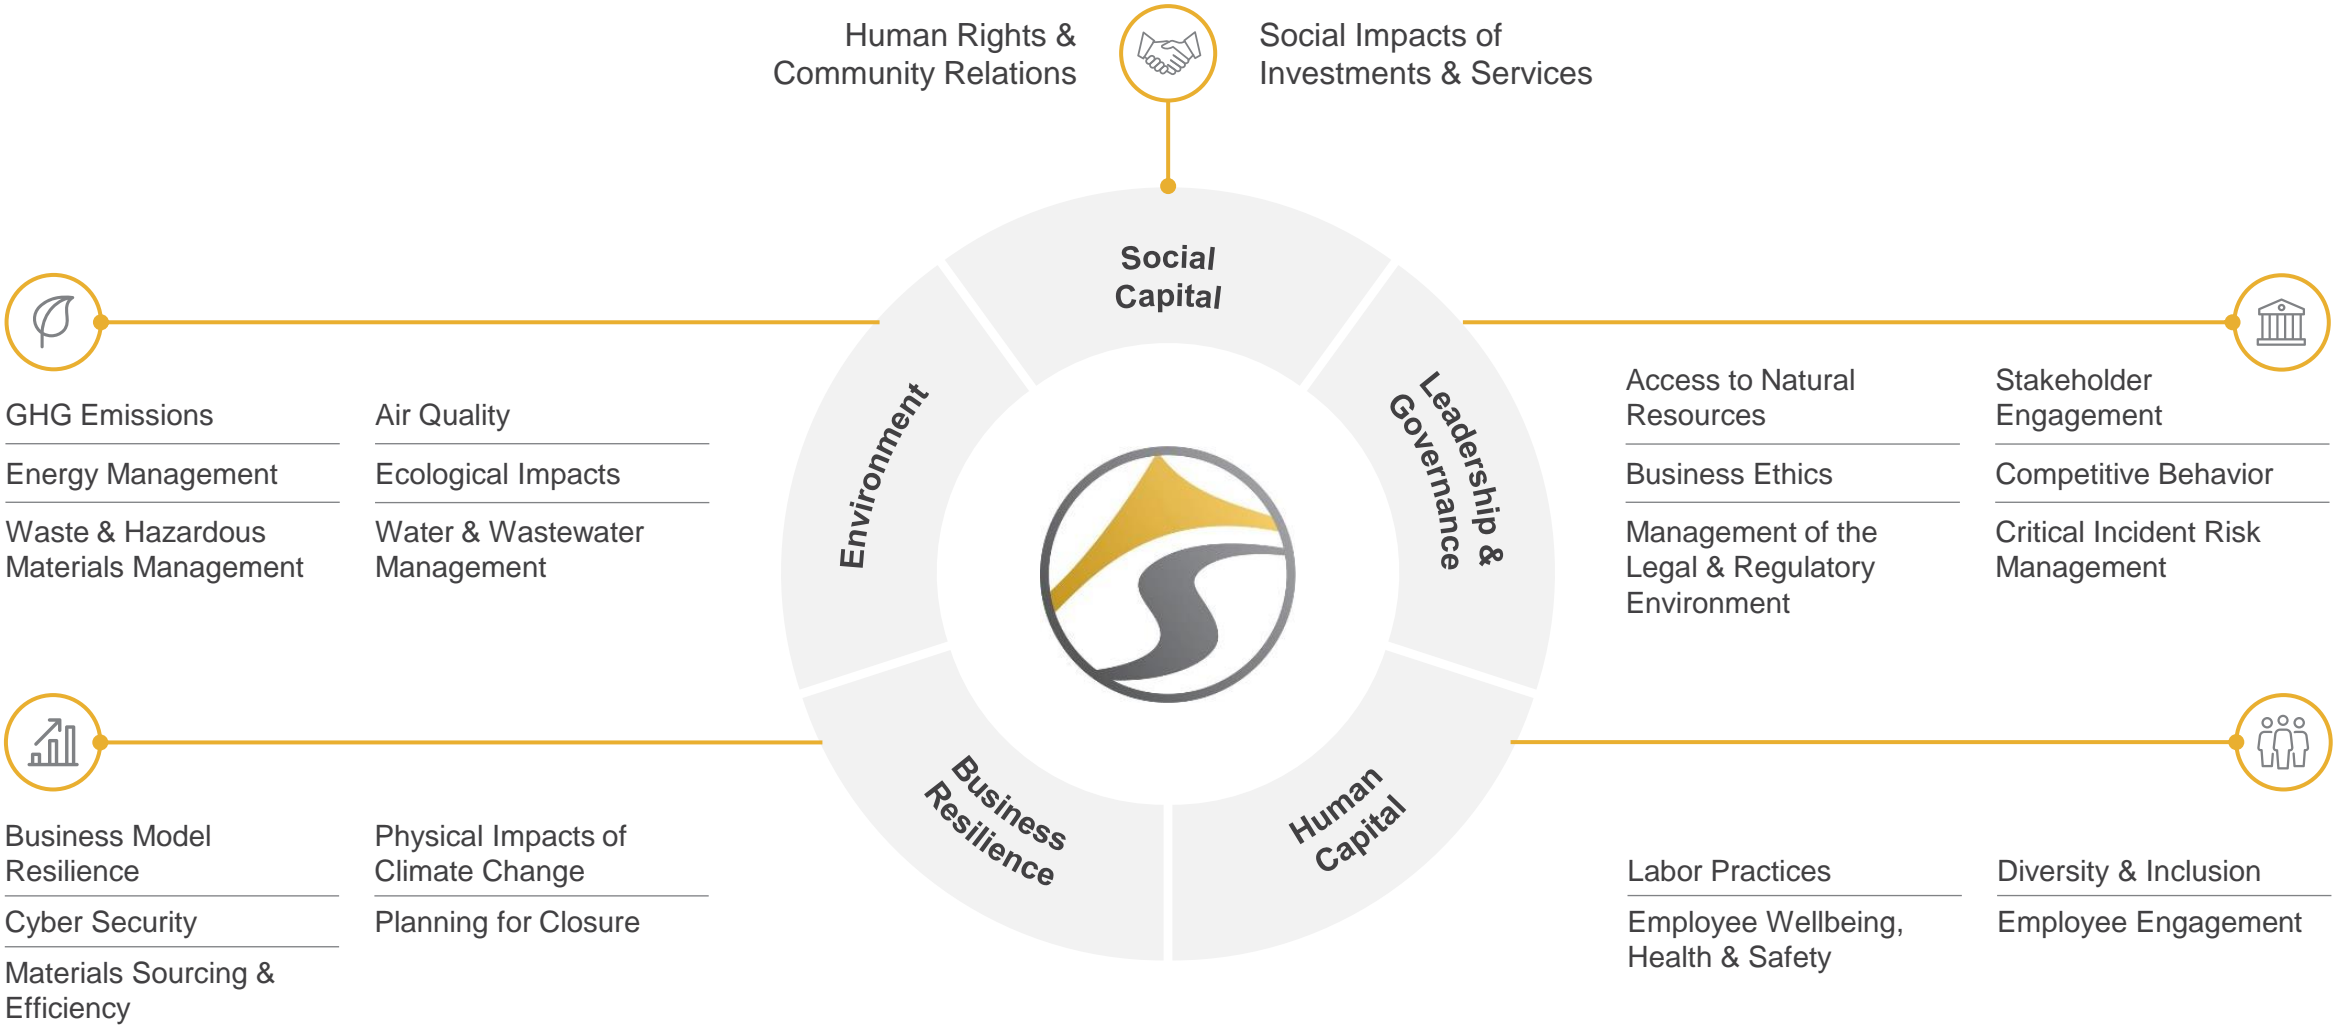 Human Rights &
Community Relations
Social Impacts of
Investments & Services
Social
Capital
Environment
Leadership &
Governance
Business
Resilience
Human
Capital
GHG Emissions
Energy Management
Waste & Hazardous
Materials Management
Air Quality
Ecological Impacts
Water & Wastewater
Management
Access to Natural
Resources
Business Ethics
Management of the
Legal & Regulatory
Environment
Stakeholder
Engagement
Competitive Behavior
Critical Incident Risk
Management
Business Model
Resilience
Cyber Security
Materials Sourcing &
Efficiency
Physical Impacts of
Climate Change
Planning for Closure
Labor Practices
Employee Wellbeing,
Health & Safety
Diversity & Inclusion
Employee Engagement